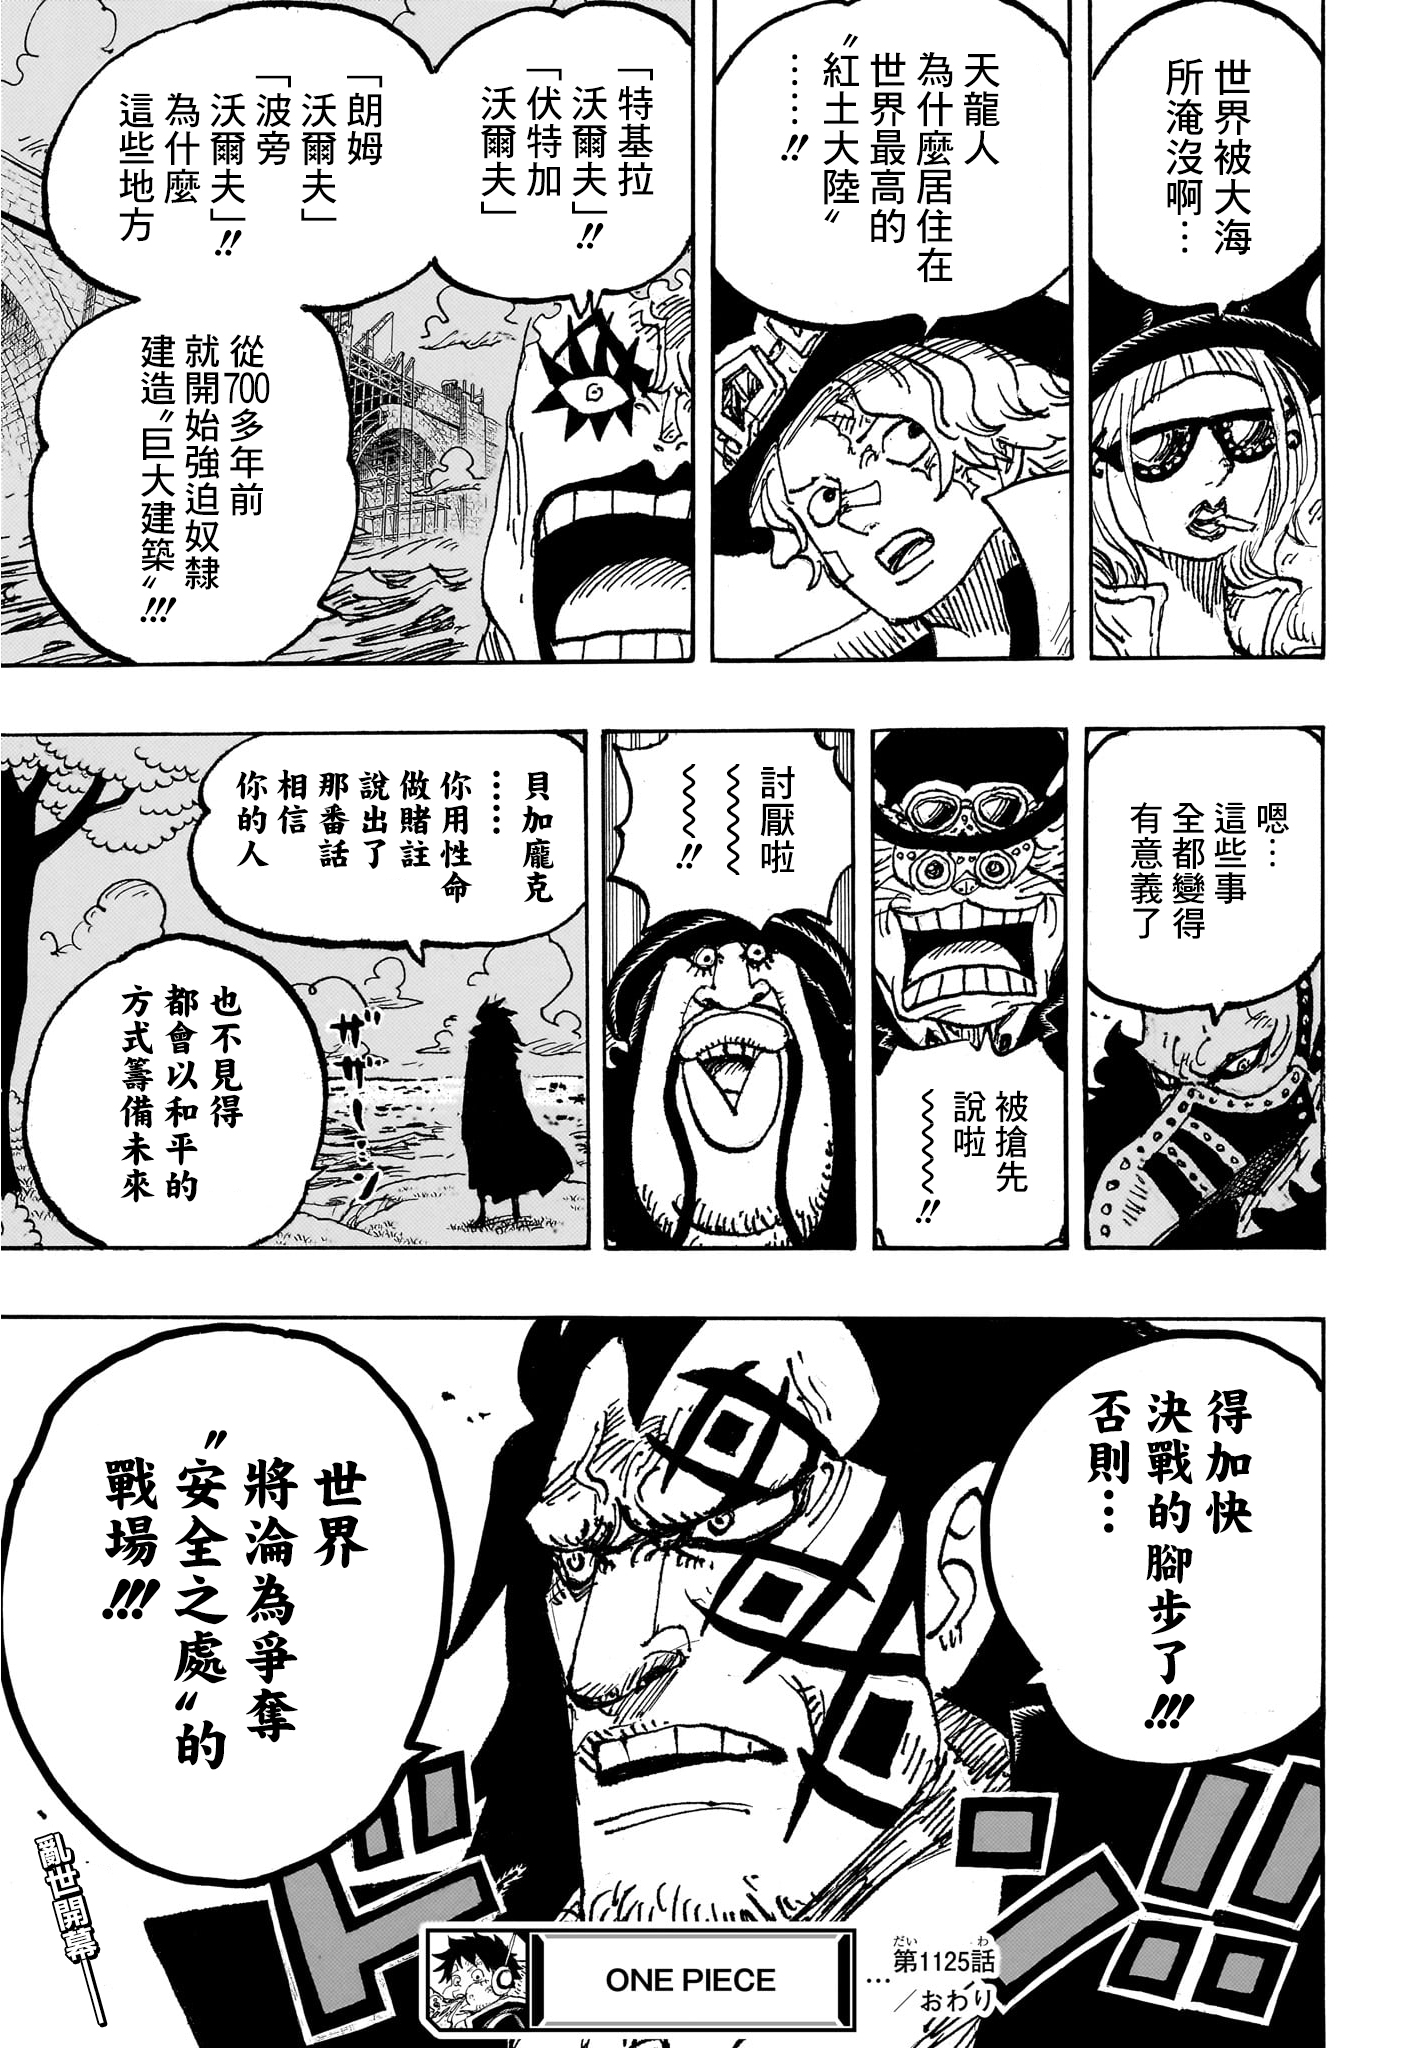 世界被大海
所淹沒啊…
天龍人
為什麼居住在
世界最高的
〝紅土大陸〞
……!!
「特基拉
沃爾夫」!!
「伏特加
沃爾夫」
「朗姆
沃爾夫」
「波旁
沃爾夫」!!
為什麼
這些地方
從700多年前
就開始強迫奴隸
建造〝巨大建築〞!!!
嗯…
這些事
全都變得
有意義了
被搶先
說啦
~~~~!!
討厭啦
~~~~
~~~~!!
貝加龐克
……
你用性命
做賭註
說出了
那番話
相信
你的人
也不見得
都會以和平的
方式籌備未來
ザザザ…
得加快
決戰的腳步了!!!
否則…
世界
將淪為爭奪
〝安全之處〞的
戰場!!!
ドドン!!
亂世開幕——
ONE PIECE
…第1125話
だい
わ
／おわり